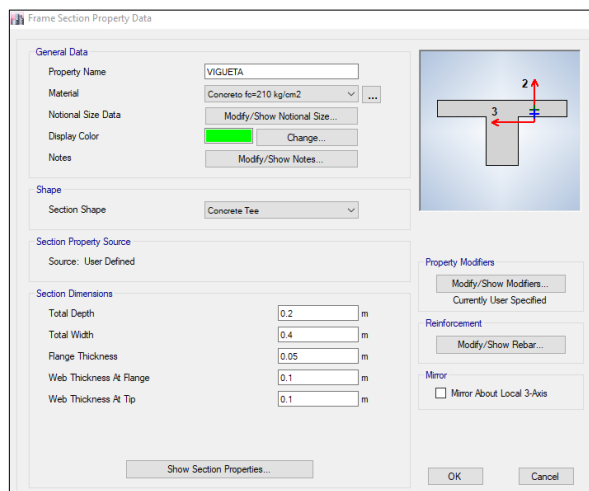 Frame Section Property Data
General Data
Property Name VIGUETA
Material Concreto fc=210 kg/cm2 ...
Notional Size Data Modify/Show Notional Size...
Display Color Change...
Notes Modify/Show Notes...
2
3
Shape
Section Shape Concrete Tee
Section Property Source
Source: User Defined
Property Modifiers
Modify/Show Modifiers...
Currently User Specified
Section Dimensions
Total Depth 0.2 m
Total Width 0.4 m
Flange Thickness 0.05 m
Web Thickness At Flange 0.1 m
Web Thickness At Tip 0.1 m
Reinforcement
Modify/Show Rebar...
Mirror
Mirror About Local 3-Axis
Show Section Properties...
OK Cancel